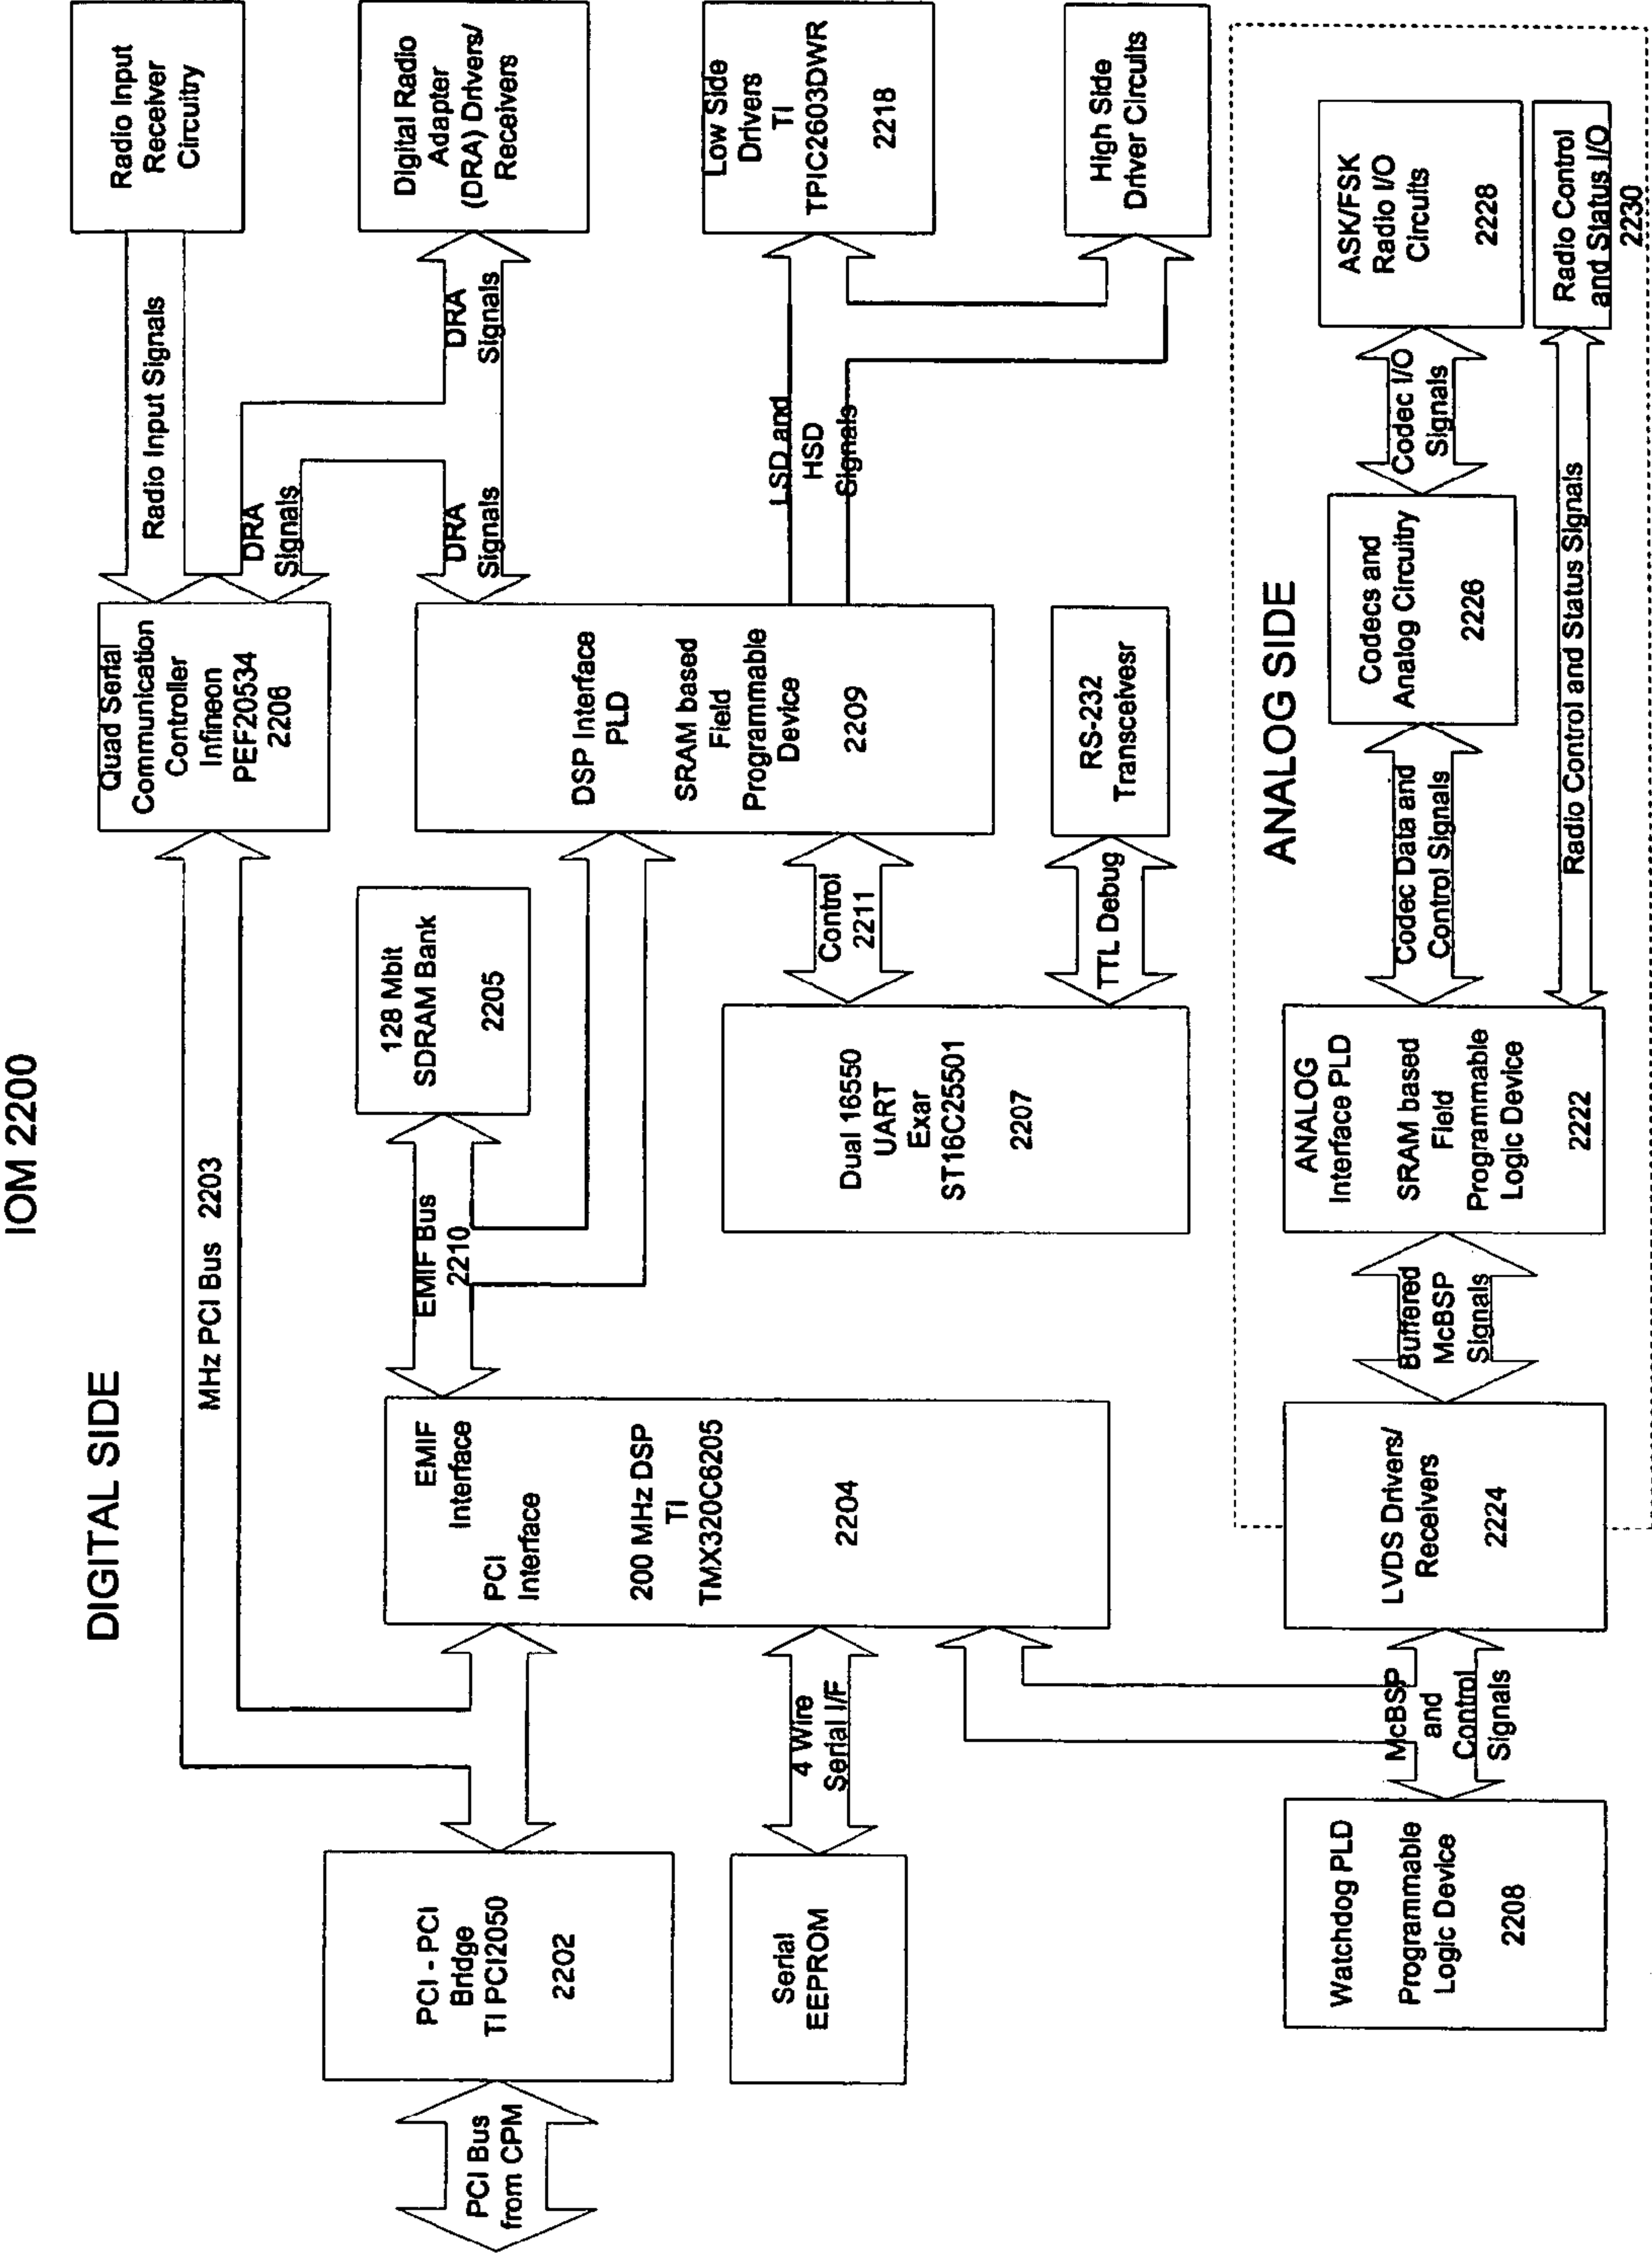 IOM 2200
DIGITAL SIDE
MHz PCI Bus 2203
PCI Bus
from CPM
PCI - PCI
Bridge
TI PCI2050
2202
Serial
EEPROM
4 Wire
Serial I/F
EMIF
Interface
PCI
Interface
200 MHz DSP
TI
TMX320C6205
2204
EMIF Bus
2210
128 Mbit
SDRAM Bank
2205
Quad Serial
Communication
Controller
Infineon
PEF20534
2206
Radio Input Signals
Radio Input
Receiver
Circuitry
DRA
Signals
DRA
Signals
DRA
Signals
Digital Radio
Adapter
(DRA) Drivers/
Receivers
DSP Interface
PLD
SRAM based
Field
Programmable
Device
2209
LSD and
HSD
Signals
Low Side
Drivers
TI
TPIC2603DWR
2218
High Side
Driver Circuits
Control
2211
Dual 16550
UART
Exar
ST16C25501
2207
TTL Debug
RS-232
Transceivesr
ANALOG SIDE
Watchdog PLD
Programmable
Logic Device
2208
McBSP
and
Control
Signals
LVDS Drivers/
Receivers
2224
Buffered
McBSP
Signals
ANALOG
Interface PLD
SRAM based
Field
Programmable
Logic Device
2222
Codec Data and
Control Signals
Codecs and
Analog Circuitry
2226
Codec I/O
Signals
ASK/FSK
Radio I/O
Circuits
2228
Radio Control and Status Signals
Radio Control
and Status I/O
2230